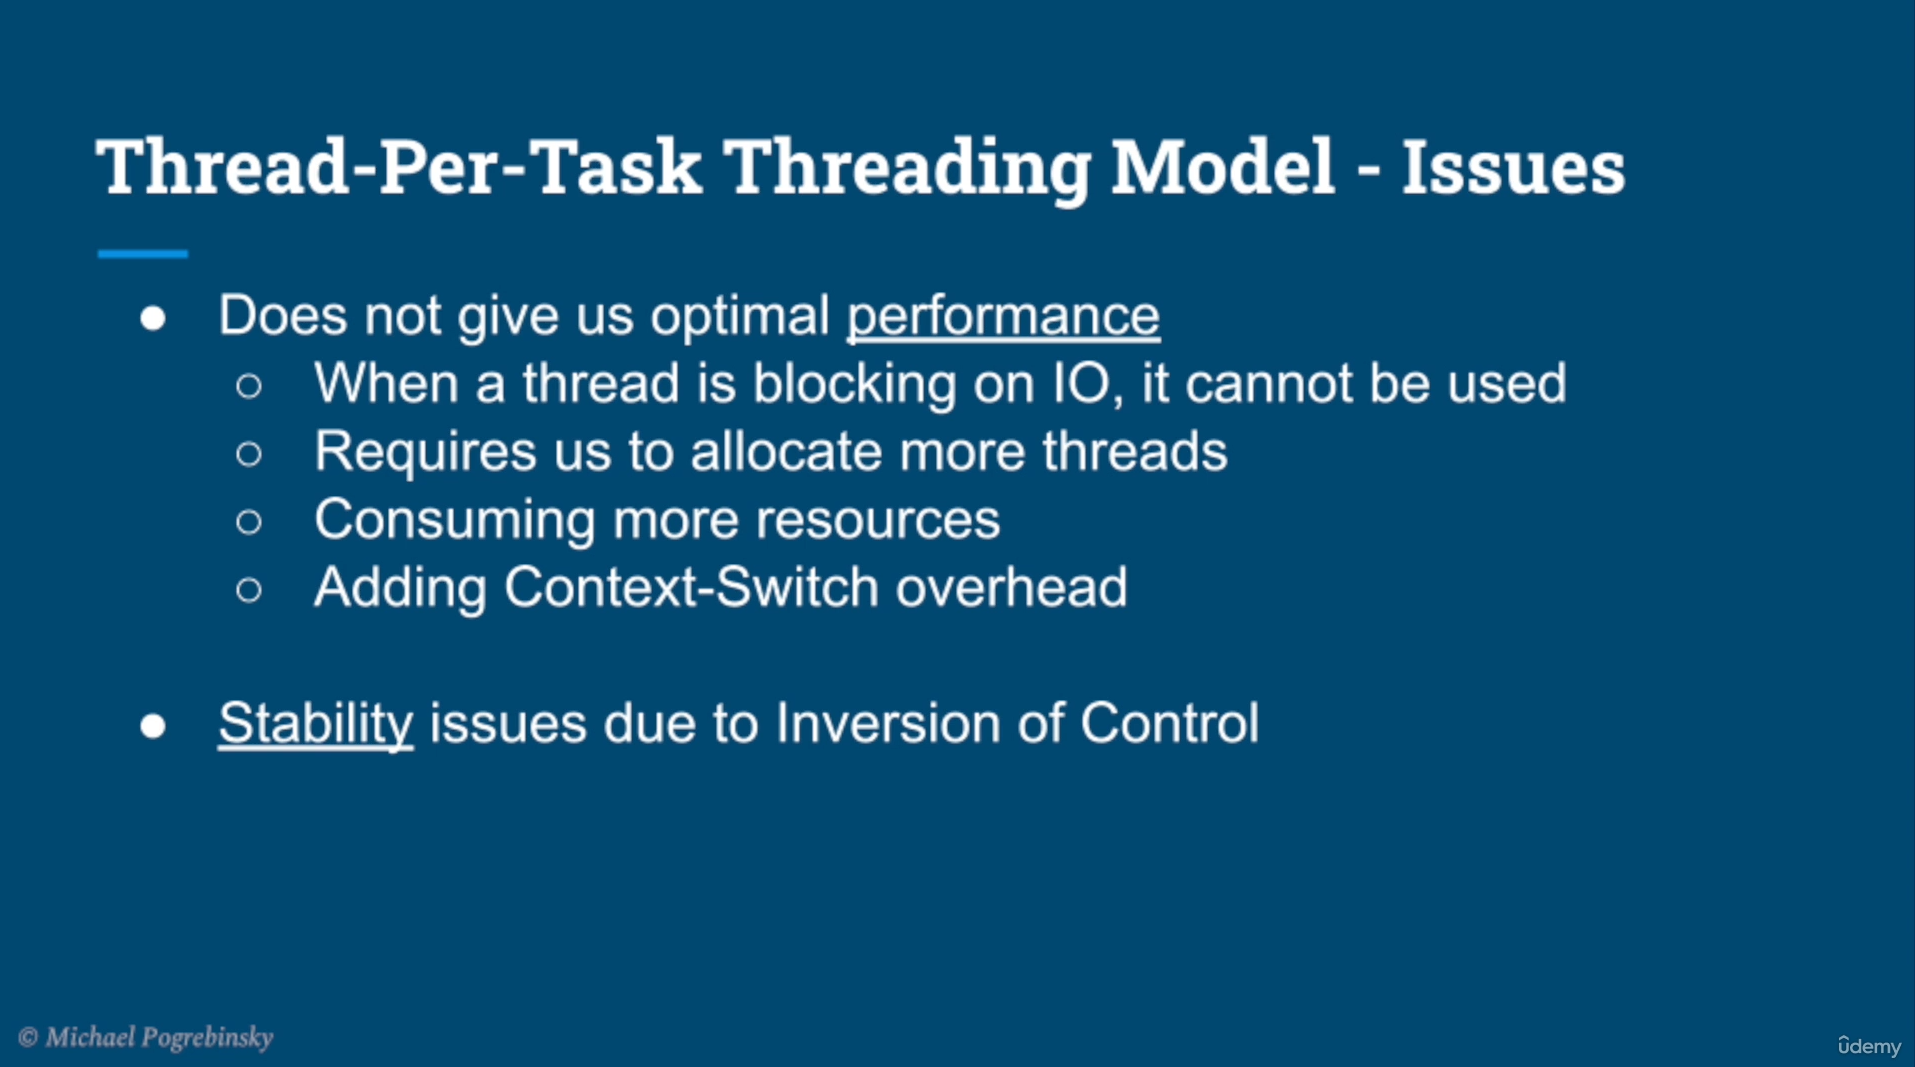 Thread-Per-Task Threading Model - Issues
● Does not give us optimal performance
○ When a thread is blocking on IO, it cannot be used
○ Requires us to allocate more threads
○ Consuming more resources
○ Adding Context-Switch overhead
● Stability issues due to Inversion of Control
© Michael Pogrebinsky
ûdemy